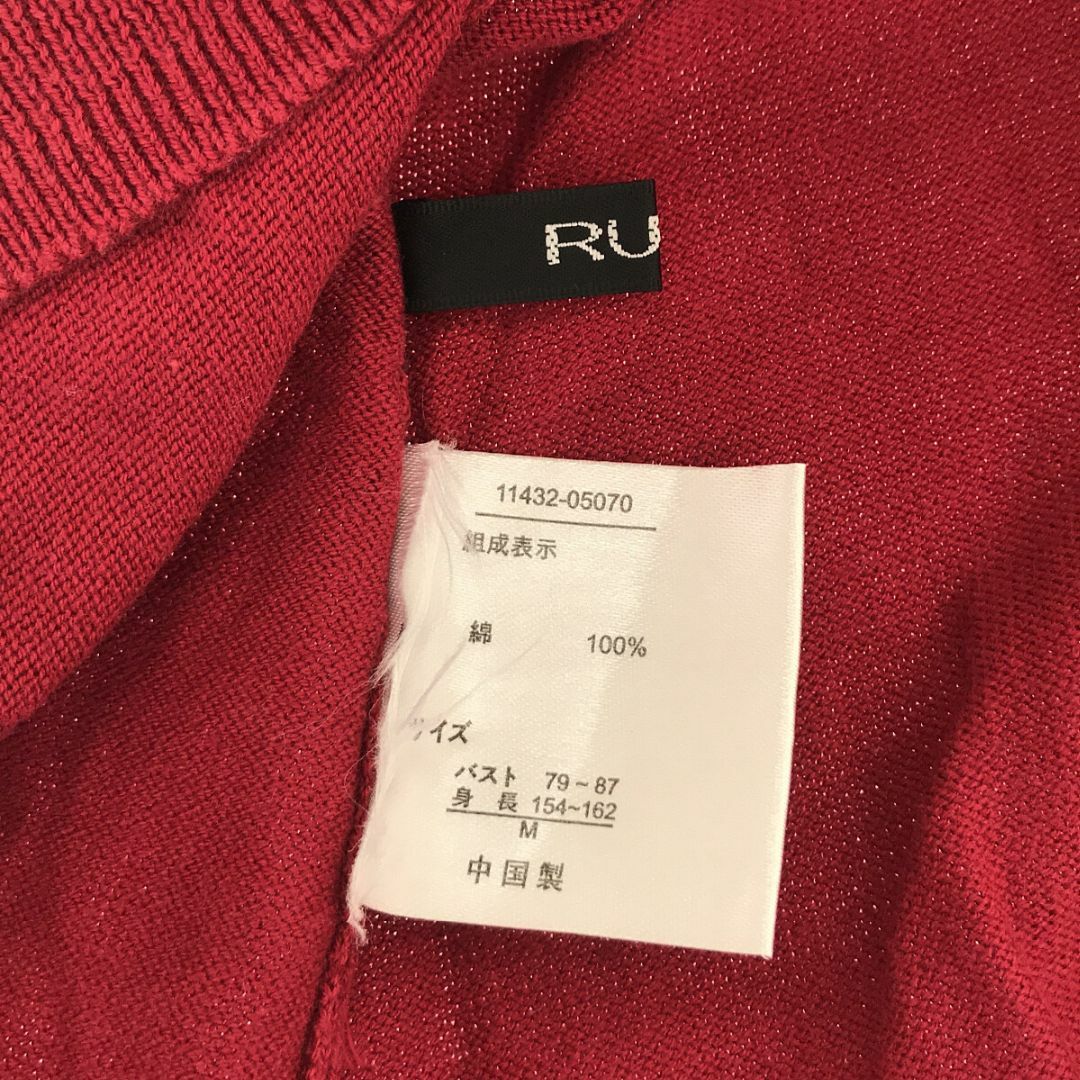 RU
11432-05070
組成表示
綿 100%
サイズ
バスト 79~87
身 長 154~162
M
中国製